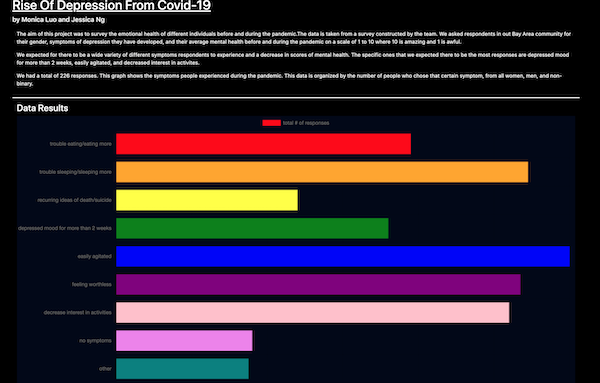 Rise Of Depression From Covid-19
by Monica Luo and Jessica Ng
The aim of this project was to survey the emotional health of different individuals before and during the pandemic.The data is taken from a survey constructed by the team. We asked respondents in out Bay Area community for
their gender, symptoms of depression they have developed, and their average mental health before and during the pandemic on a scale of 1 to 10 where 10 is amazing and 1 is awful.
We expected for there to be a wide variety of different symptoms respondents to experience and a decrease in scores of mental health. The specific ones that we expected there to be the most responses are depressed mood
for more than 2 weeks, easily agitated, and decreased interest in activites.
We had a total of 226 responses. This graph shows the symptoms people experienced during the pandemic. This data is organized by the number of people who chose that certain symptom, from all women, men, and non-
binary.
Data Results
total # of responses
trouble eating/eating more
trouble sleeping/sleeping more
recurring ideas of death/suicide
depressed mood for more than 2 weeks
easily agitated
feeling worthless
decrease interest in activities
no symptoms
other